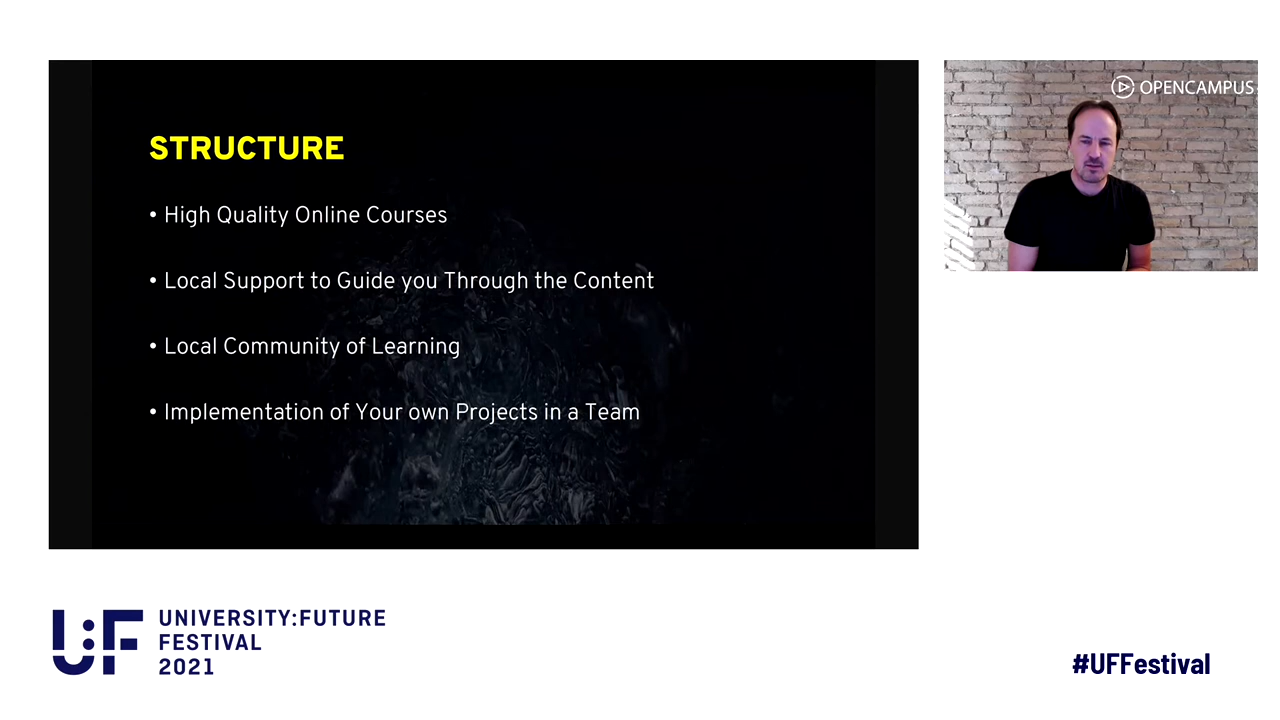 STRUCTURE
• High Quality Online Courses
• Local Support to Guide you Through the Content
• Local Community of Learning
• Implementation of Your own Projects in a Team
OPENCAMPUS
U:F
UNIVERSITY:FUTURE
FESTIVAL
2021
#UFFestival